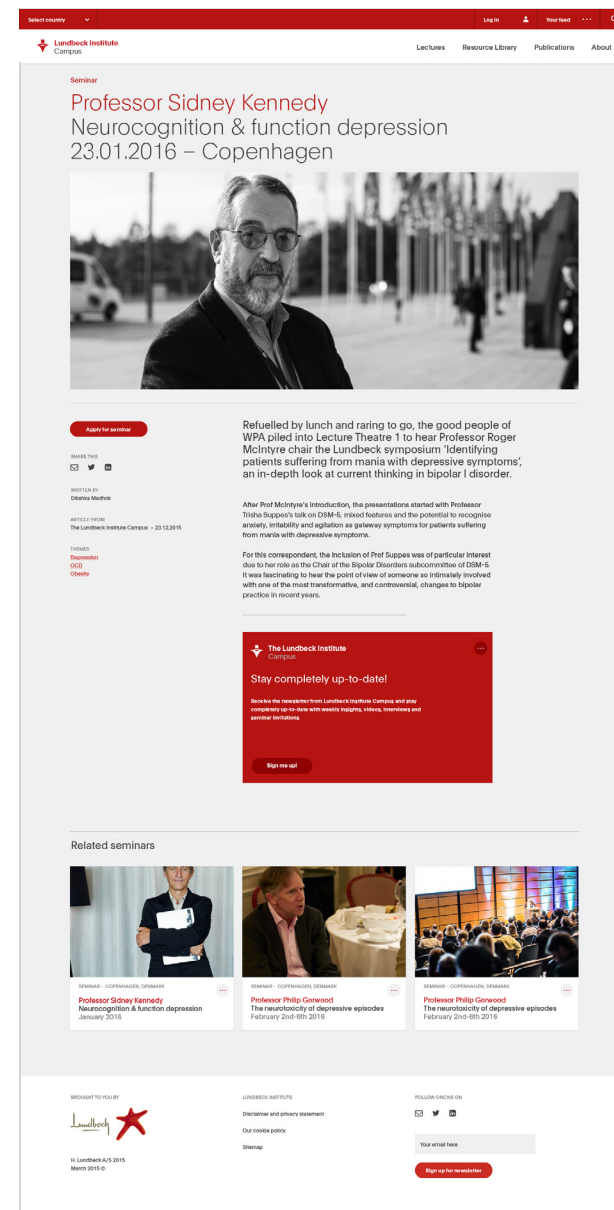 Select country
Log in
Your feed
Lundbeck Institute
Campus
Lectures
Resource Library
Publications
About
Seminar
Professor Sidney Kennedy
Neurocognition & function depression
23.01.2016 – Copenhagen
Apply for seminar
SHARE THIS
WRITTEN BY
Dikshka Madhok
ARTICLE FROM
The Lundbeck Institute Campus – 23.12.2015
THEMES
Depression
OCD
Obesity
Refuelled by lunch and raring to go, the good people of
WPA piled into Lecture Theatre 1 to hear Professor Roger
McIntyre chair the Lundbeck symposium 'Identifying
patients suffering from mania with depressive symptoms',
an in-depth look at current thinking in bipolar I disorder.
After Prof McIntyre's introduction, the presentations started with Professor
Trisha Suppes's talk on DSM-5, mixed features and the potential to recognise
anxiety, irritability and agitation as gateway symptoms for patients suffering
from mania with depressive symptoms.
For this correspondent, the inclusion of Prof Suppes was of particular interest
due to her role as the Chair of the Bipolar Disorders subcommittee of DSM-5.
It was fascinating to hear the point of view of someone so intimately involved
with one of the most transformative, and controversial, changes to bipolar
practice in recent years.
The Lundbeck Institute
Campus
Stay completely up-to-date!
Receive the newsletter from Lundbeck Institute Campus and stay
completely up-to-date with weekly insights, videos, interviews and
seminar invitations
Sign me up!
Related seminars
SEMINAR - COPENHAGEN, DENMARK
Professor Sidney Kennedy
Neurocognition & function depression
January 2016
SEMINAR - COPENHAGEN, DENMARK
Professor Philip Gorwood
The neurotoxicity of depressive episodes
February 2nd-6th 2016
SEMINAR - COPENHAGEN, DENMARK
Professor Philip Gorwood
The neurotoxicity of depressive episodes
February 2nd-6th 2016
BROUGHT TO YOU BY
Lundbeck
H. Lundbeck A/S 2015
March 2015 ©
LUNDBECK INSTITUTE
Disclaimer and privacy statement
Our cookie policy
Sitemap
FOLLOW ONCNS ON
Your email here
Sign up for newsletter